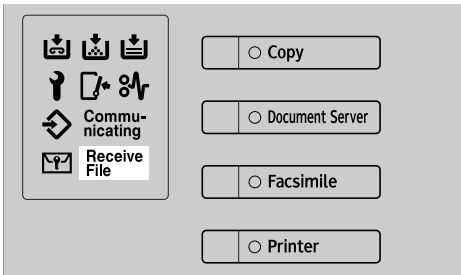 Commu-
nicating
Receive
File
Copy
Document Server
Facsimile
Printer